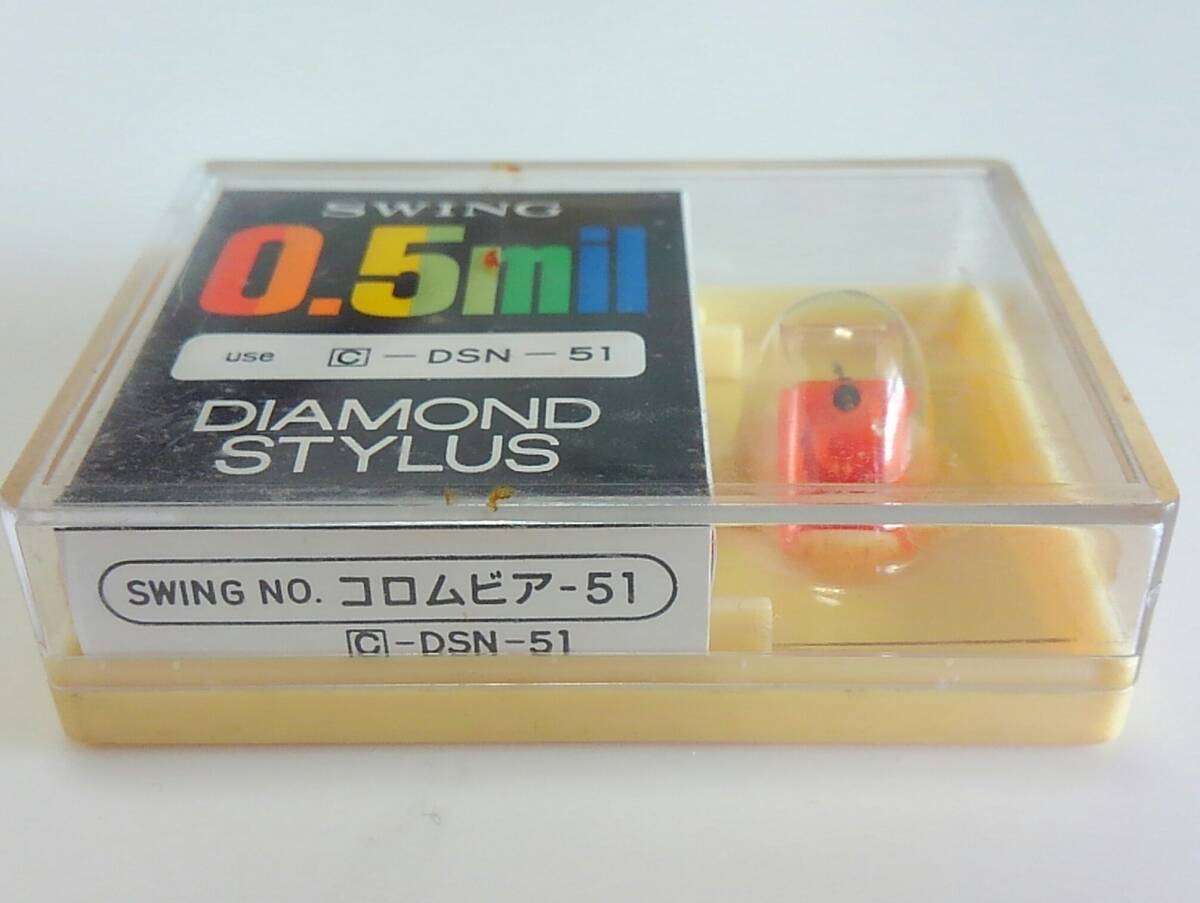 SWING
0.5mil
use 🄲-DSN-51
DIAMOND
STYLUS
SWING NO. コロムビア-51
🄲-DSN-51